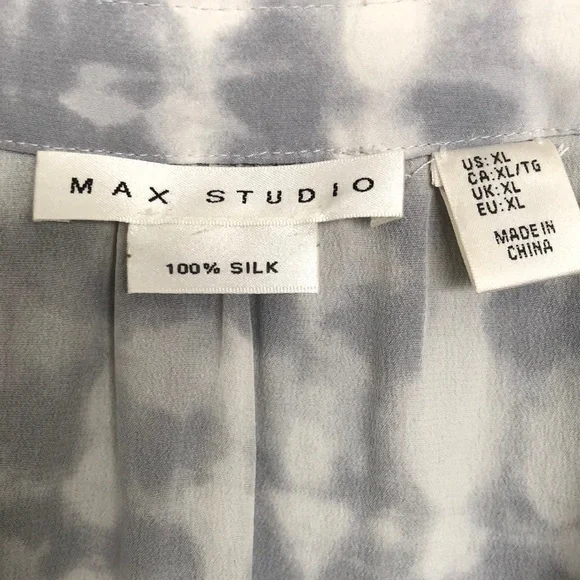 MAX STUDIO
100% SILK
US: XL
CA: XL/TG
UK: XL
EU: XL
MADE IN
CHINA